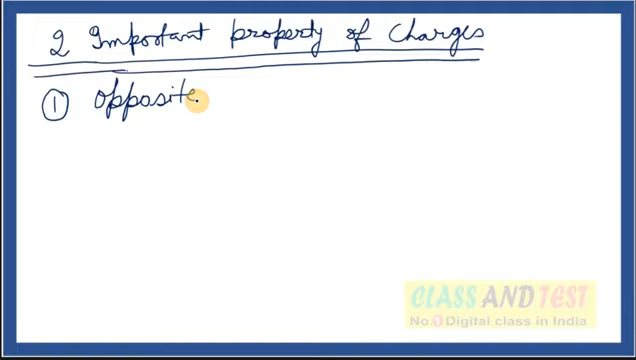 2 Important property of Charges
① opposite
CLASS AND TEST
No.1 Digital class in India